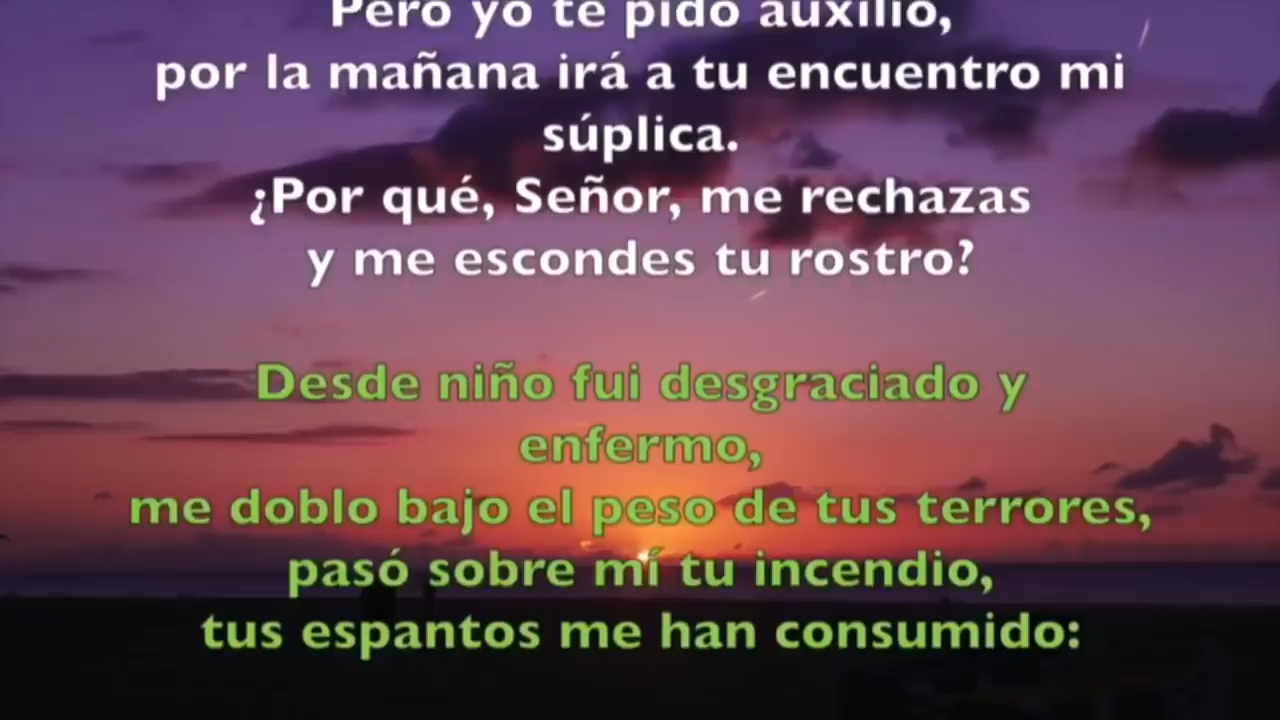 Pero yo te pido auxilio,
por la mañana irá a tu encuentro mi
súplica.
¿Por qué, Señor, me rechazas
y me escondes tu rostro?
Desde niño fui desgraciado y
enfermo,
me doblo bajo el peso de tus terrores,
pasó sobre mí tu incendio,
tus espantos me han consumido: